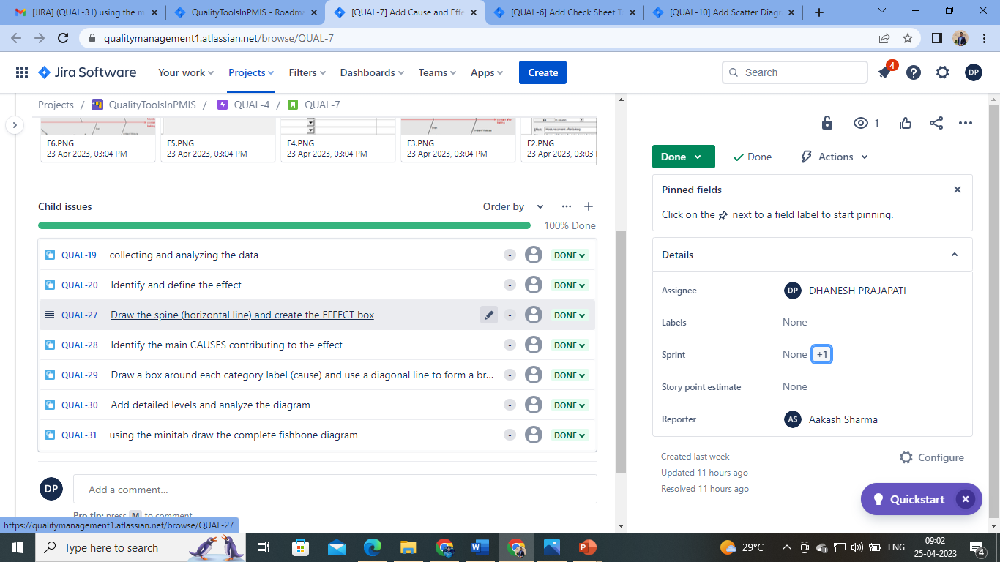 [JIRA] (QUAL-31) using the m
QualityToolsInPMIS - Roadma
[QUAL-7] Add Cause and Effe
[QUAL-6] Add Check Sheet T
[QUAL-10] Add Scatter Diagr
qualitymanagement1.atlassian.net/browse/QUAL-7
Jira Software
Your work
Projects
Filters
Dashboards
Teams
Apps
Create
Search
4
DP
Projects / QualityToolsInPMIS / QUAL-4 / QUAL-7
F6.PNG
23 Apr 2023, 03:04 PM
F5.PNG
23 Apr 2023, 03:04 PM
F4.PNG
23 Apr 2023, 03:04 PM
F3.PNG
23 Apr 2023, 03:04 PM
F2.PNG
23 Apr 2023, 03:03 P
Child issues
Order by
100% Done
QUAL-19 collecting and analyzing the data - DONE
QUAL-20 Identify and define the effect - DONE
QUAL-27 Draw the spine (horizontal line) and create the EFFECT box - DONE
QUAL-28 Identify the main CAUSES contributing to the effect - DONE
QUAL-29 Draw a box around each category label (cause) and use a diagonal line to form a br... - DONE
QUAL-30 Add detailed levels and analyze the diagram - DONE
QUAL-31 using the minitab draw the complete fishbone diagram - DONE
DP
Add a comment...
Pro tip: press M to comment
https://qualitymanagement1.atlassian.net/browse/QUAL-27
1
Done
Done
Actions
Pinned fields
Click on the next to a field label to start pinning.
Details
Assignee
DP DHANESH PRAJAPATI
Labels
None
Sprint
None +1
Story point estimate
None
Reporter
AS Aakash Sharma
Created last week
Updated 11 hours ago
Resolved 11 hours ago
Configure
Quickstart
Type here to search
29°C
ENG
09:02
25-04-2023
4